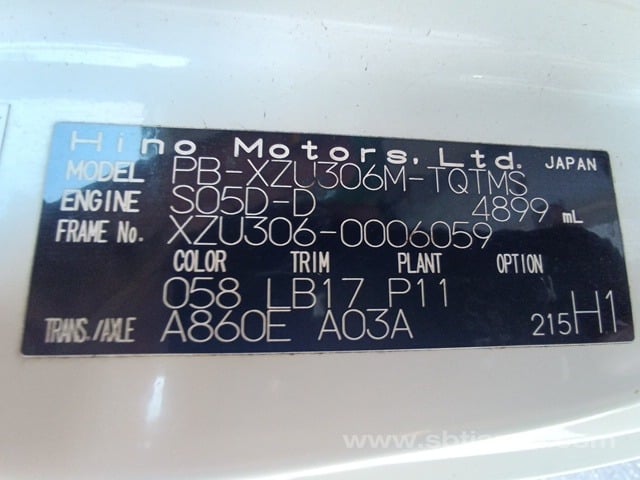 Hino Motors, Ltd. JAPAN
MODEL PB-XZU306M-TQTMS
ENGINE S05D-D 4899 mL
FRAME No. XZU306-0006059
COLOR TRIM PLANT OPTION
058 LB17 P11
TRANS./AXLE A860E A03A 215H1